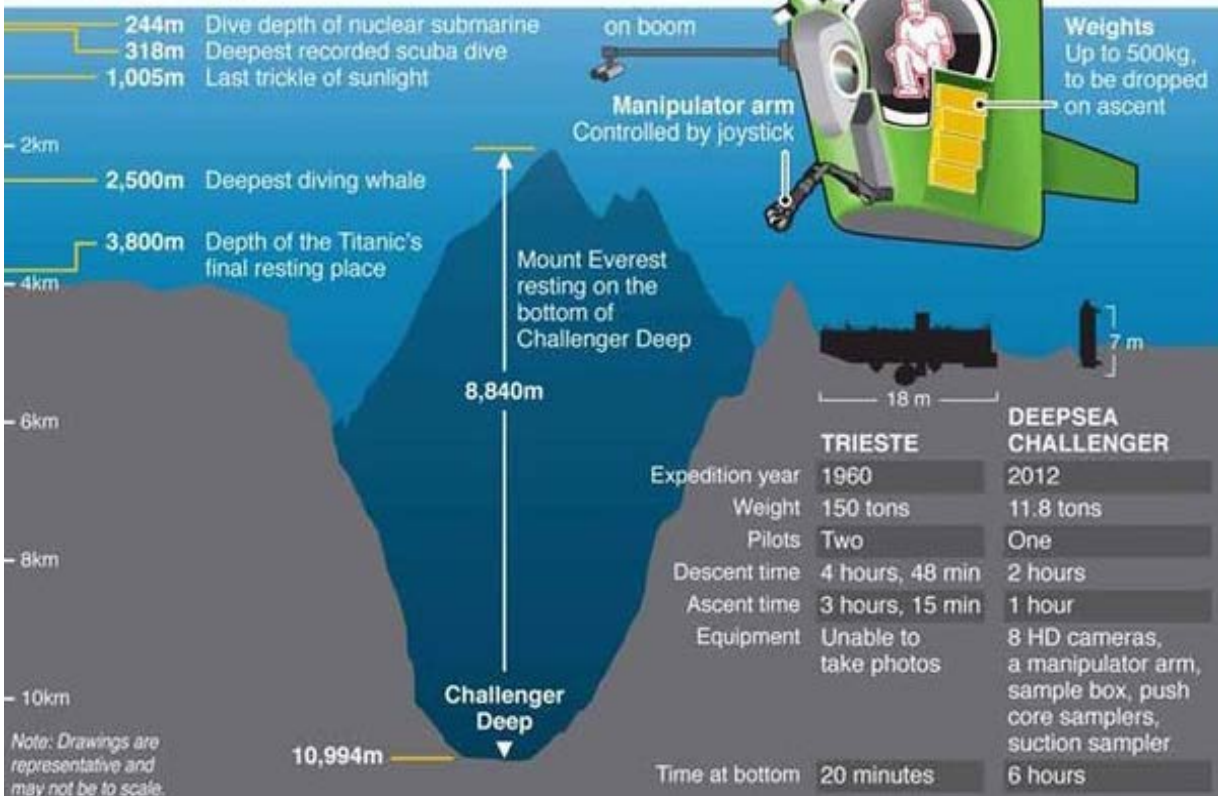 244m Dive depth of nuclear submarine
318m Deepest recorded scuba dive
1,005m Last trickle of sunlight
2km
2,500m Deepest diving whale
3,800m Depth of the Titanic's
final resting place
4km
6km
8km
10km
Note: Drawings are
representative and
may not be to scale.
on boom
Manipulator arm
Controlled by joystick
Weights
Up to 500kg,
to be dropped
on ascent
Mount Everest
resting on the
bottom of
Challenger Deep
8,840m
Challenger
Deep
10,994m
18 m
7 m
TRIESTE
DEEPSEA
CHALLENGER
Expedition year 1960 2012
Weight 150 tons 11.8 tons
Pilots Two One
Descent time 4 hours, 48 min 2 hours
Ascent time 3 hours, 15 min 1 hour
Equipment Unable to 8 HD cameras,
take photos a manipulator arm,
sample box, push
core samplers,
suction sampler
Time at bottom 20 minutes 6 hours